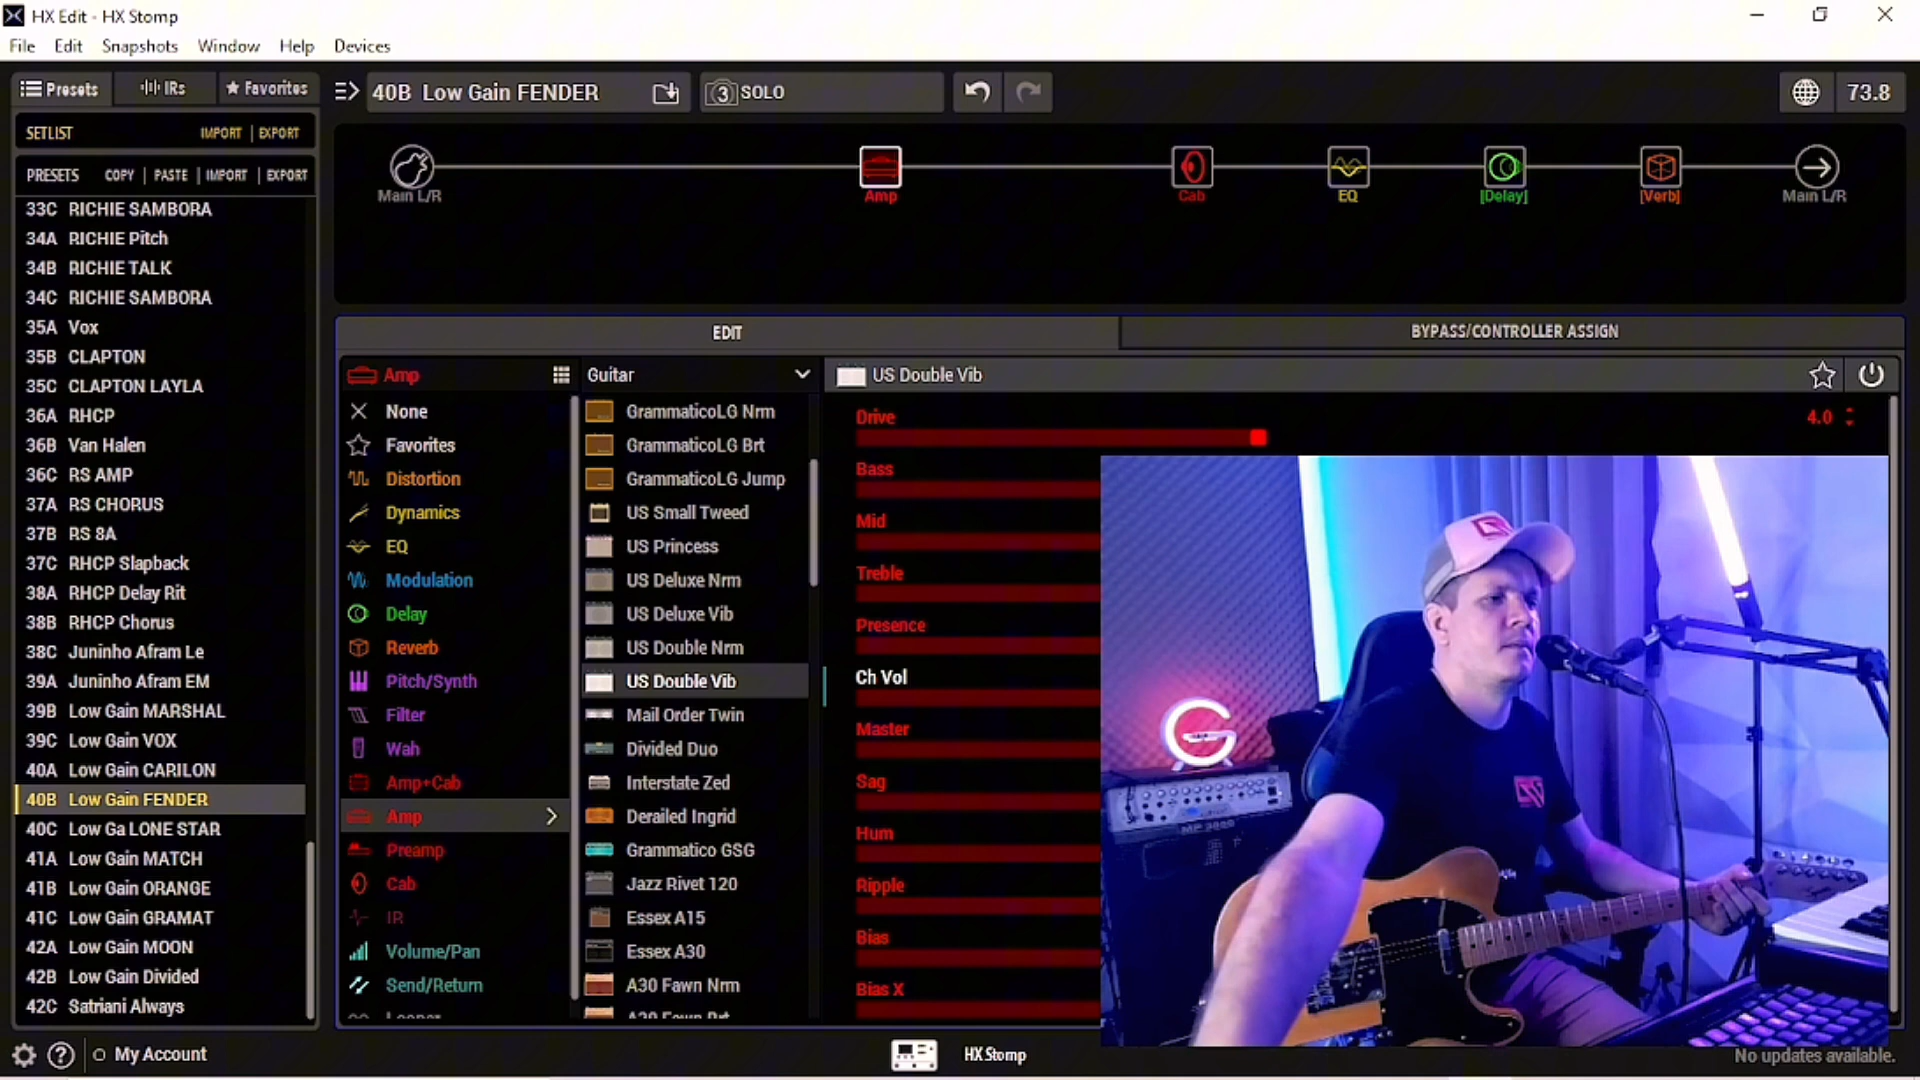 HX Edit - HX Stomp
File Edit Snapshots Window Help Devices
Presets IRs Favorites
40B Low Gain FENDER
3 SOLO
73.8
SETLIST IMPORT | EXPORT
PRESETS COPY | PASTE | IMPORT | EXPORT
33C RICHIE SAMBORA
34A RICHIE Pitch
34B RICHIE TALK
34C RICHIE SAMBORA
35A Vox
35B CLAPTON
35C CLAPTON LAYLA
36A RHCP
36B Van Halen
36C RS AMP
37A RS CHORUS
37B RS 8A
37C RHCP Slapback
38A RHCP Delay Rit
38B RHCP Chorus
38C Juninho Afram Le
39A Juninho Afram EM
39B Low Gain MARSHAL
39C Low Gain VOX
40A Low Gain CARILON
40B Low Gain FENDER
40C Low Ga LONE STAR
41A Low Gain MATCH
41B Low Gain ORANGE
41C Low Gain GRAMAT
42A Low Gain MOON
42B Low Gain Divided
42C Satriani Always
Main L/R
Amp
Cab
EQ
[Delay]
[Verb]
Main L/R
EDIT
BYPASS/CONTROLLER ASSIGN
Amp
None
Favorites
Distortion
Dynamics
EQ
Modulation
Delay
Reverb
Pitch/Synth
Filter
Wah
Amp+Cab
Amp
Preamp
Cab
IR
Volume/Pan
Send/Return
Looper
Guitar
GrammaticoLG Nrm
GrammaticoLG Brt
GrammaticoLG Jump
US Small Tweed
US Princess
US Deluxe Nrm
US Deluxe Vib
US Double Nrm
US Double Vib
Mail Order Twin
Divided Duo
Interstate Zed
Derailed Ingrid
Grammatico GSG
Jazz Rivet 120
Essex A15
Essex A30
A30 Fawn Nrm
A30 Fawn Brt
US Double Vib
Drive 4.0
Bass
Mid
Treble
Presence
Ch Vol
Master
Sag
Hum
Ripple
Bias
Bias X
My Account
HX Stomp
No updates available.